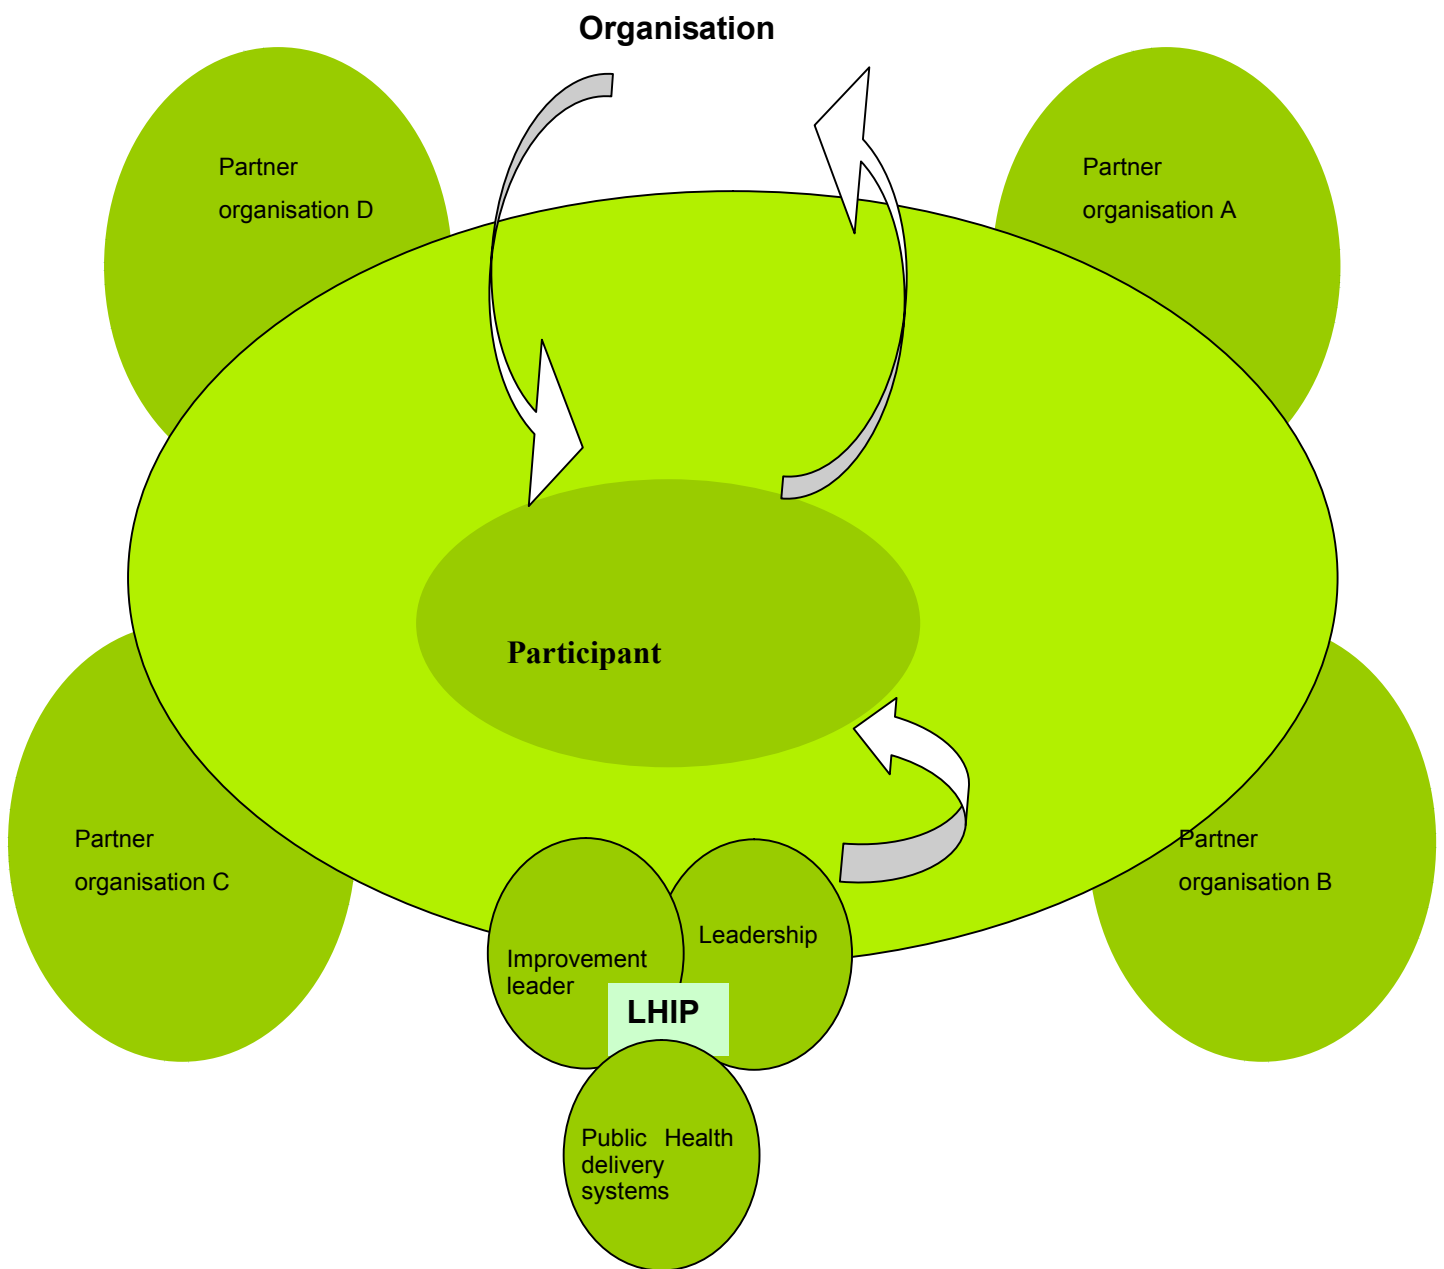 Organisation
Partner
organisation D
Partner
organisation A
Participant
Partner
organisation C
Partner
organisation B
Improvement
leader
Leadership
LHIP
Public Health
delivery
systems